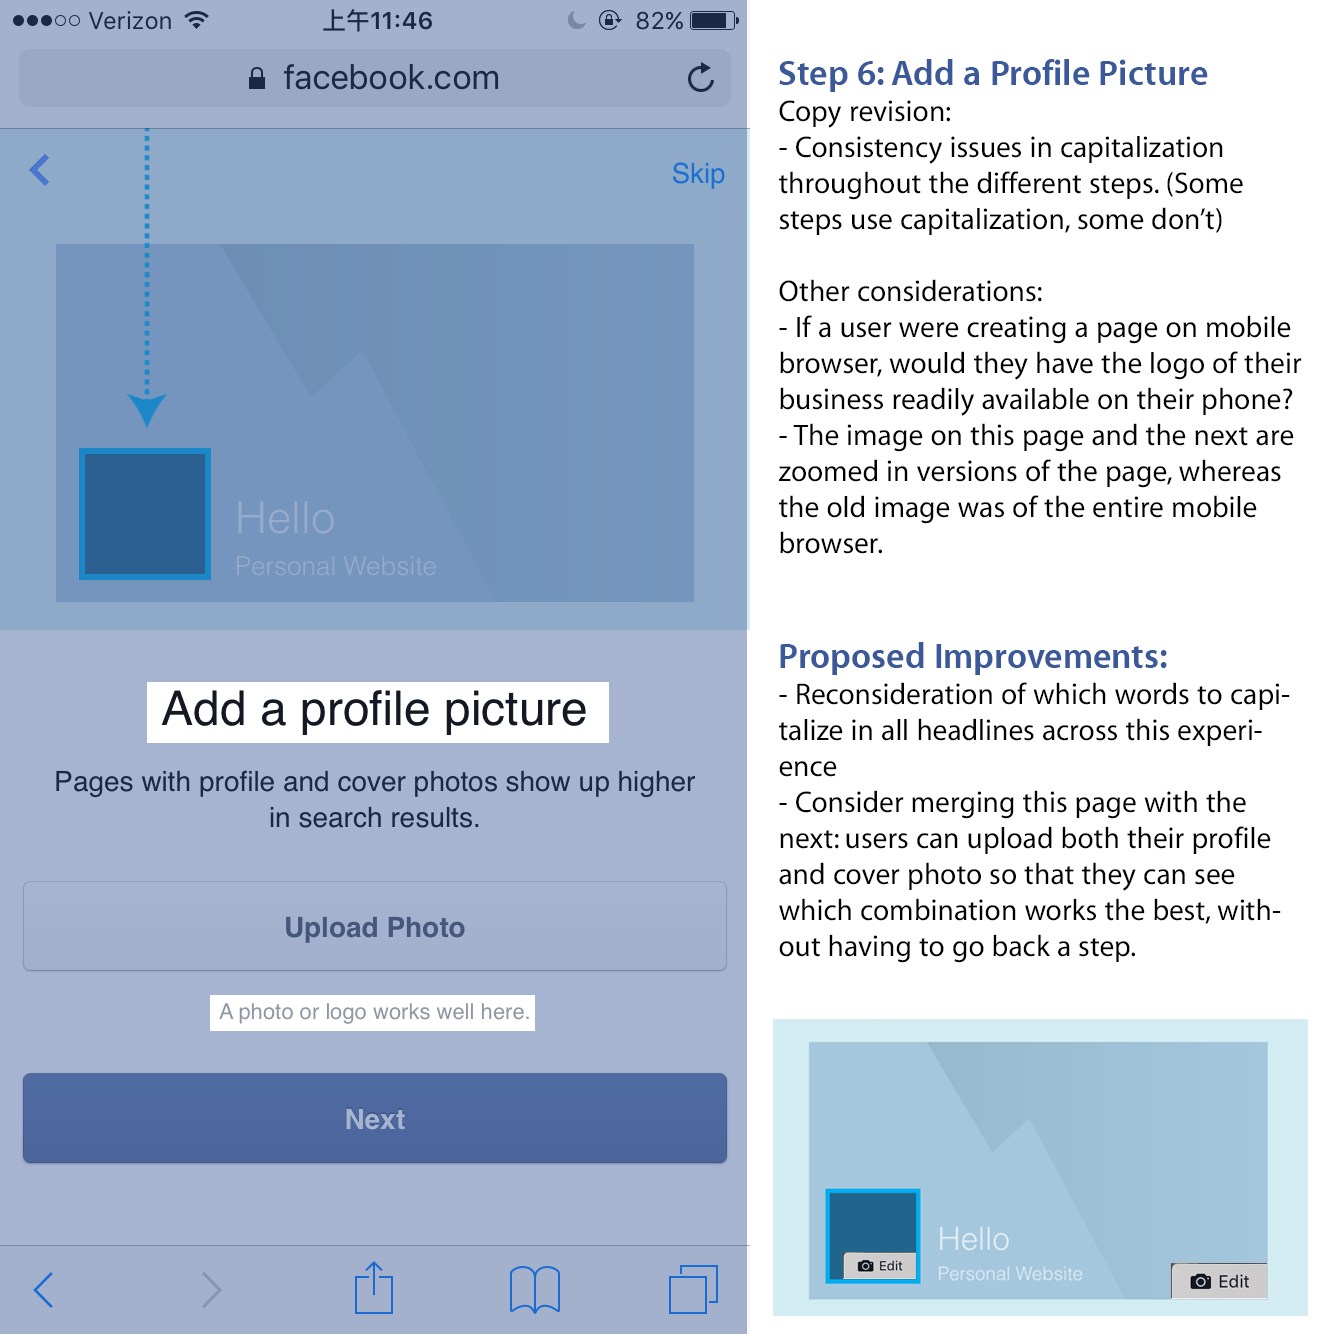 Verizon 上午11:46 82%
facebook.com
Skip
Hello
Personal Website
Add a profile picture
Pages with profile and cover photos show up higher
in search results.
Upload Photo
A photo or logo works well here.
Next
Step 6: Add a Profile Picture
Copy revision:
- Consistency issues in capitalization
throughout the different steps. (Some
steps use capitalization, some don’t)
Other considerations:
- If a user were creating a page on mobile
browser, would they have the logo of their
business readily available on their phone?
- The image on this page and the next are
zoomed in versions of the page, whereas
the old image was of the entire mobile
browser.
Proposed Improvements:
- Reconsideration of which words to capi-
talize in all headlines across this experi-
ence
- Consider merging this page with the
next: users can upload both their profile
and cover photo so that they can see
which combination works the best, with-
out having to go back a step.
Hello
Edit
Personal Website
Edit